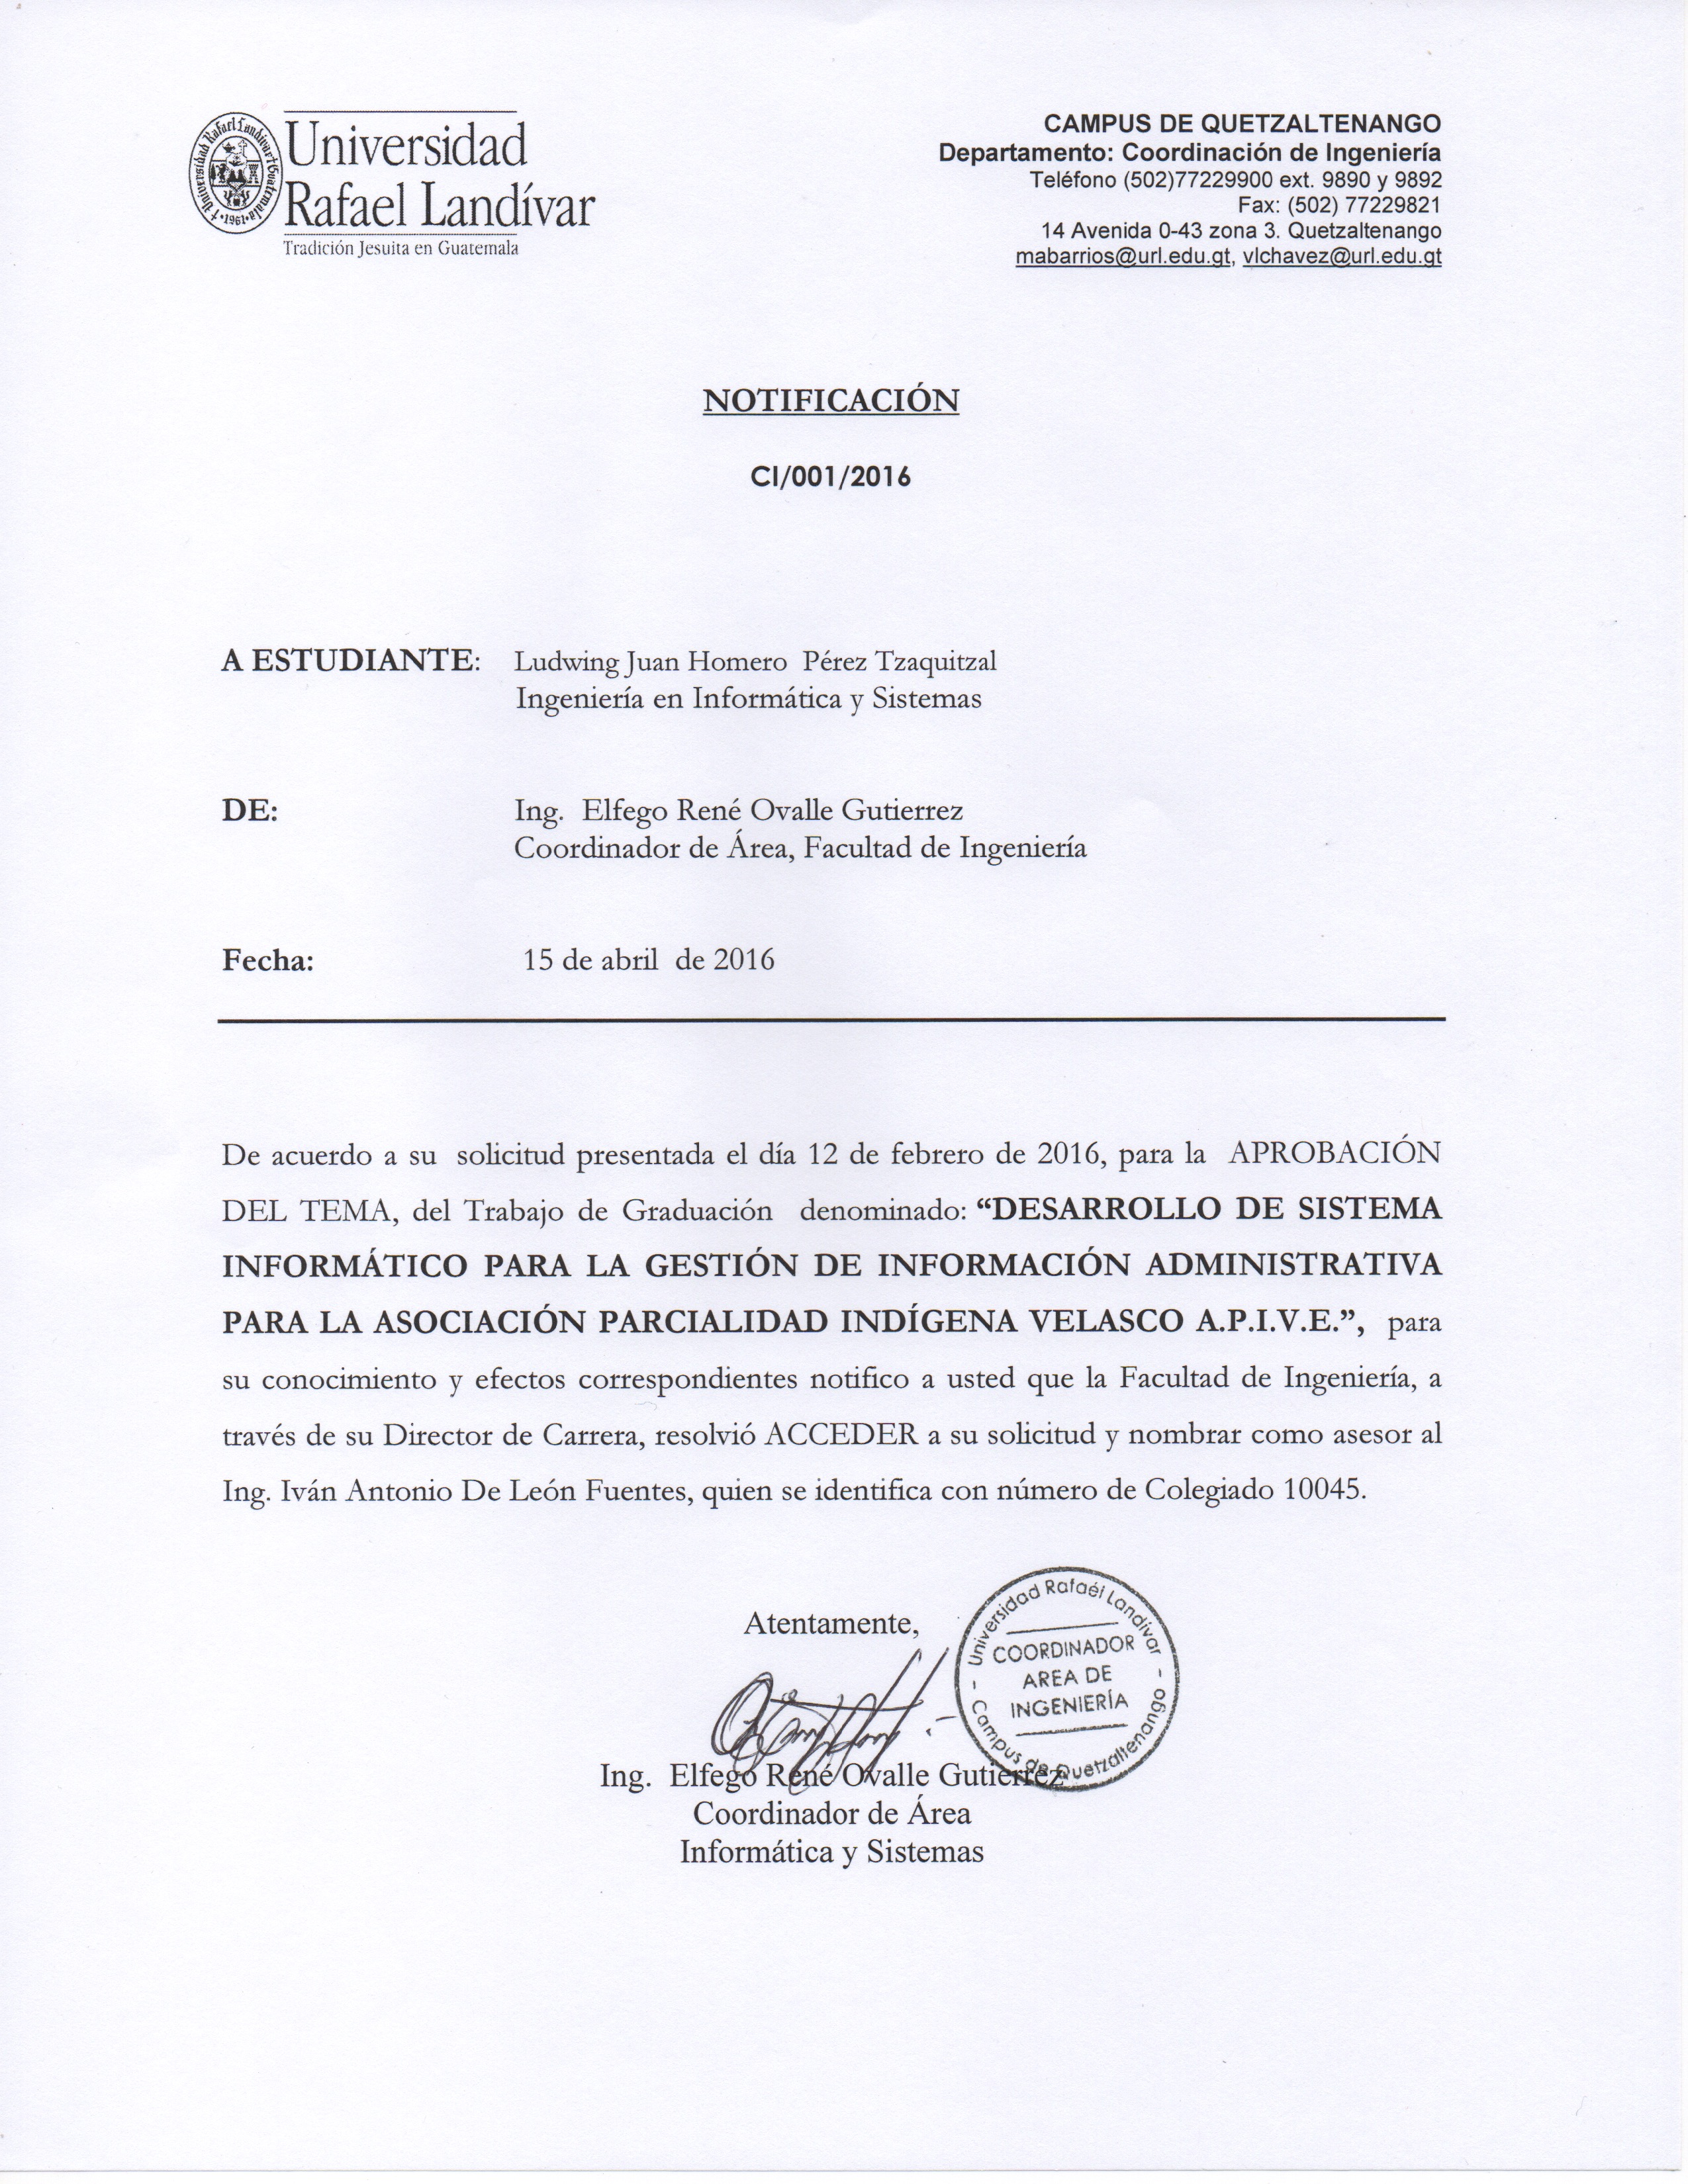 Universidad
Rafael Landívar
Tradición Jesuita en Guatemala
Universidad Rafael Landívar Guatemala
1961
CAMPUS DE QUETZALTENANGO
Departamento: Coordinación de Ingeniería
Teléfono (502)77229900 ext. 9890 y 9892
Fax: (502) 77229821
14 Avenida 0-43 zona 3. Quetzaltenango
mabarrios@url.edu.gt, vlchavez@url.edu.gt
NOTIFICACIÓN
CI/001/2016
A ESTUDIANTE: Ludwing Juan Homero Pérez Tzaquitzal
Ingeniería en Informática y Sistemas
DE: Ing. Elfego René Ovalle Gutierrez
Coordinador de Área, Facultad de Ingeniería
Fecha: 15 de abril de 2016
De acuerdo a su solicitud presentada el día 12 de febrero de 2016, para la APROBACIÓN
DEL TEMA, del Trabajo de Graduación denominado: “DESARROLLO DE SISTEMA
INFORMÁTICO PARA LA GESTIÓN DE INFORMACIÓN ADMINISTRATIVA
PARA LA ASOCIACIÓN PARCIALIDAD INDÍGENA VELASCO A.P.I.V.E.”, para
su conocimiento y efectos correspondientes notifico a usted que la Facultad de Ingeniería, a
través de su Director de Carrera, resolvió ACCEDER a su solicitud y nombrar como asesor al
Ing. Iván Antonio De León Fuentes, quien se identifica con número de Colegiado 10045.
Atentamente,
Universidad Rafael Landívar
COORDINADOR
AREA DE
INGENIERÍA
Campus de Quetzaltenango
Ing. Elfego René Ovalle Gutierrez
Coordinador de Área
Informática y Sistemas